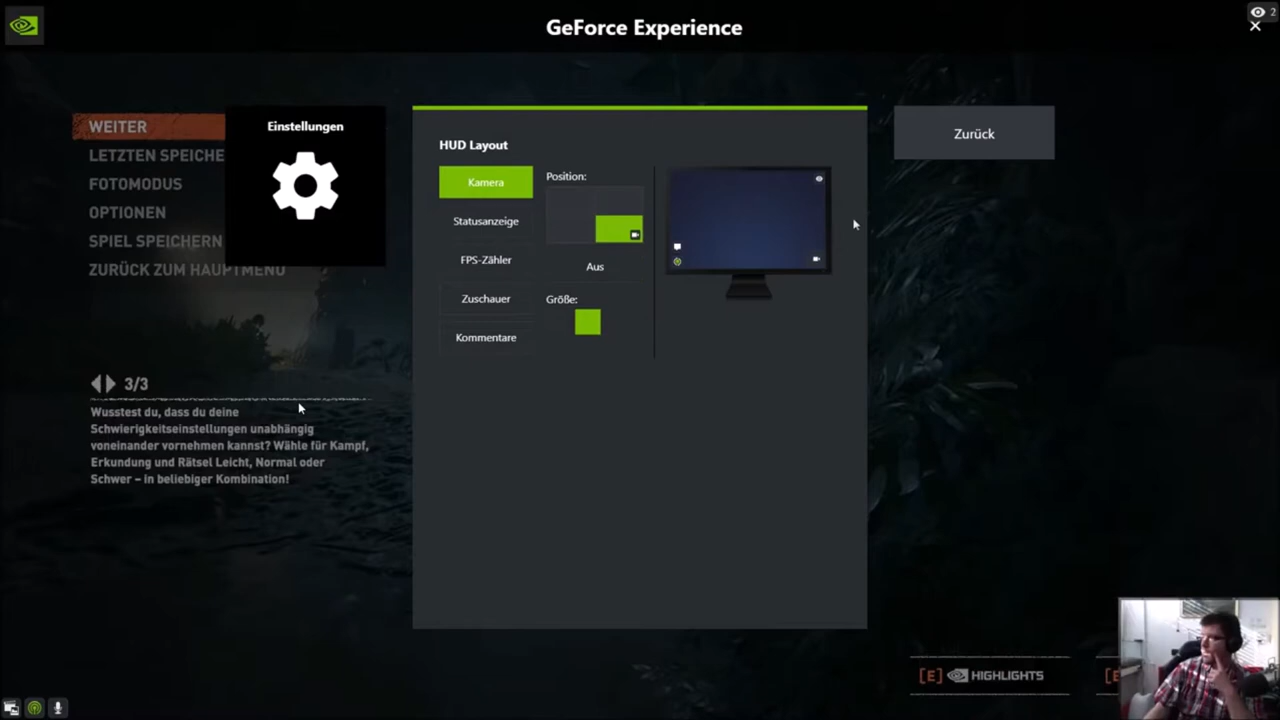 GeForce Experience
2
WEITER
LETZTEN SPEICHE
FOTOMODUS
OPTIONEN
SPIEL SPEICHERN
ZURÜCK ZUM HAUPTMENÜ
3/3
Wusstest du, dass du deine
Schwierigkeitseinstellungen unabhängig
voneinander vornehmen kannst? Wähle für Kampf,
Erkundung und Rätsel Leicht, Normal oder
Schwer – in beliebiger Kombination!
Einstellungen
HUD Layout
Kamera
Statusanzeige
FPS-Zähler
Zuschauer
Kommentare
Position:
Aus
Größe:
Zurück
[E] HIGHLIGHTS
[E